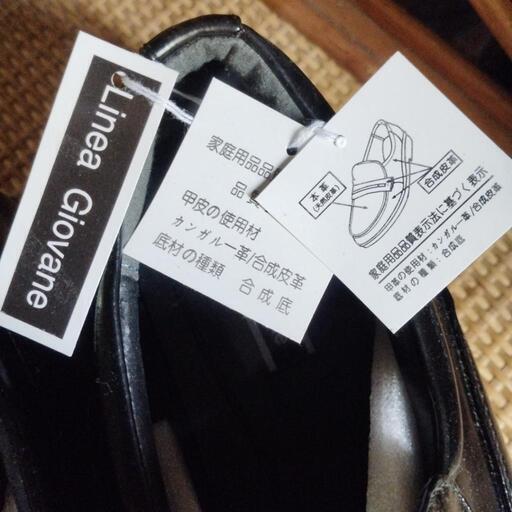 Linea Giovane
家庭用品品
甲皮の使用材
カンガルー革/合成皮革
底材の種類 合成底
本革
(天然皮革)
合成皮革
家庭用品品質表示法に基づく表示
甲革の使用材:カンガルー革/合成皮革
底材の種類:合成底